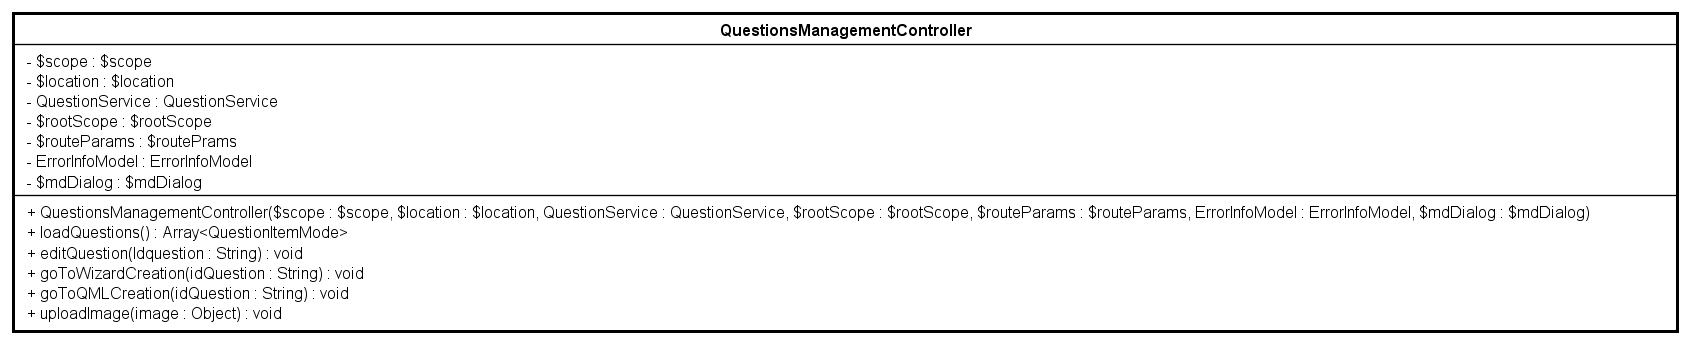 QuestionsManagementController
- $scope : $scope
- $location : $location
- QuestionService : QuestionService
- $rootScope : $rootScope
- $routeParams : $routePrams
- ErrorInfoModel : ErrorInfoModel
- $mdDialog : $mdDialog
+ QuestionsManagementController($scope : $scope, $location : $location, QuestionService : QuestionService, $rootScope : $rootScope, $routeParams : $routeParams, ErrorInfoModel : ErrorInfoModel, $mdDialog : $mdDialog)
+ loadQuestions() : Array<QuestionItemMode>
+ editQuestion(Idquestion : String) : void
+ goToWizardCreation(idQuestion : String) : void
+ goToQMLCreation(idQuestion : String) : void
+ uploadImage(image : Object) : void